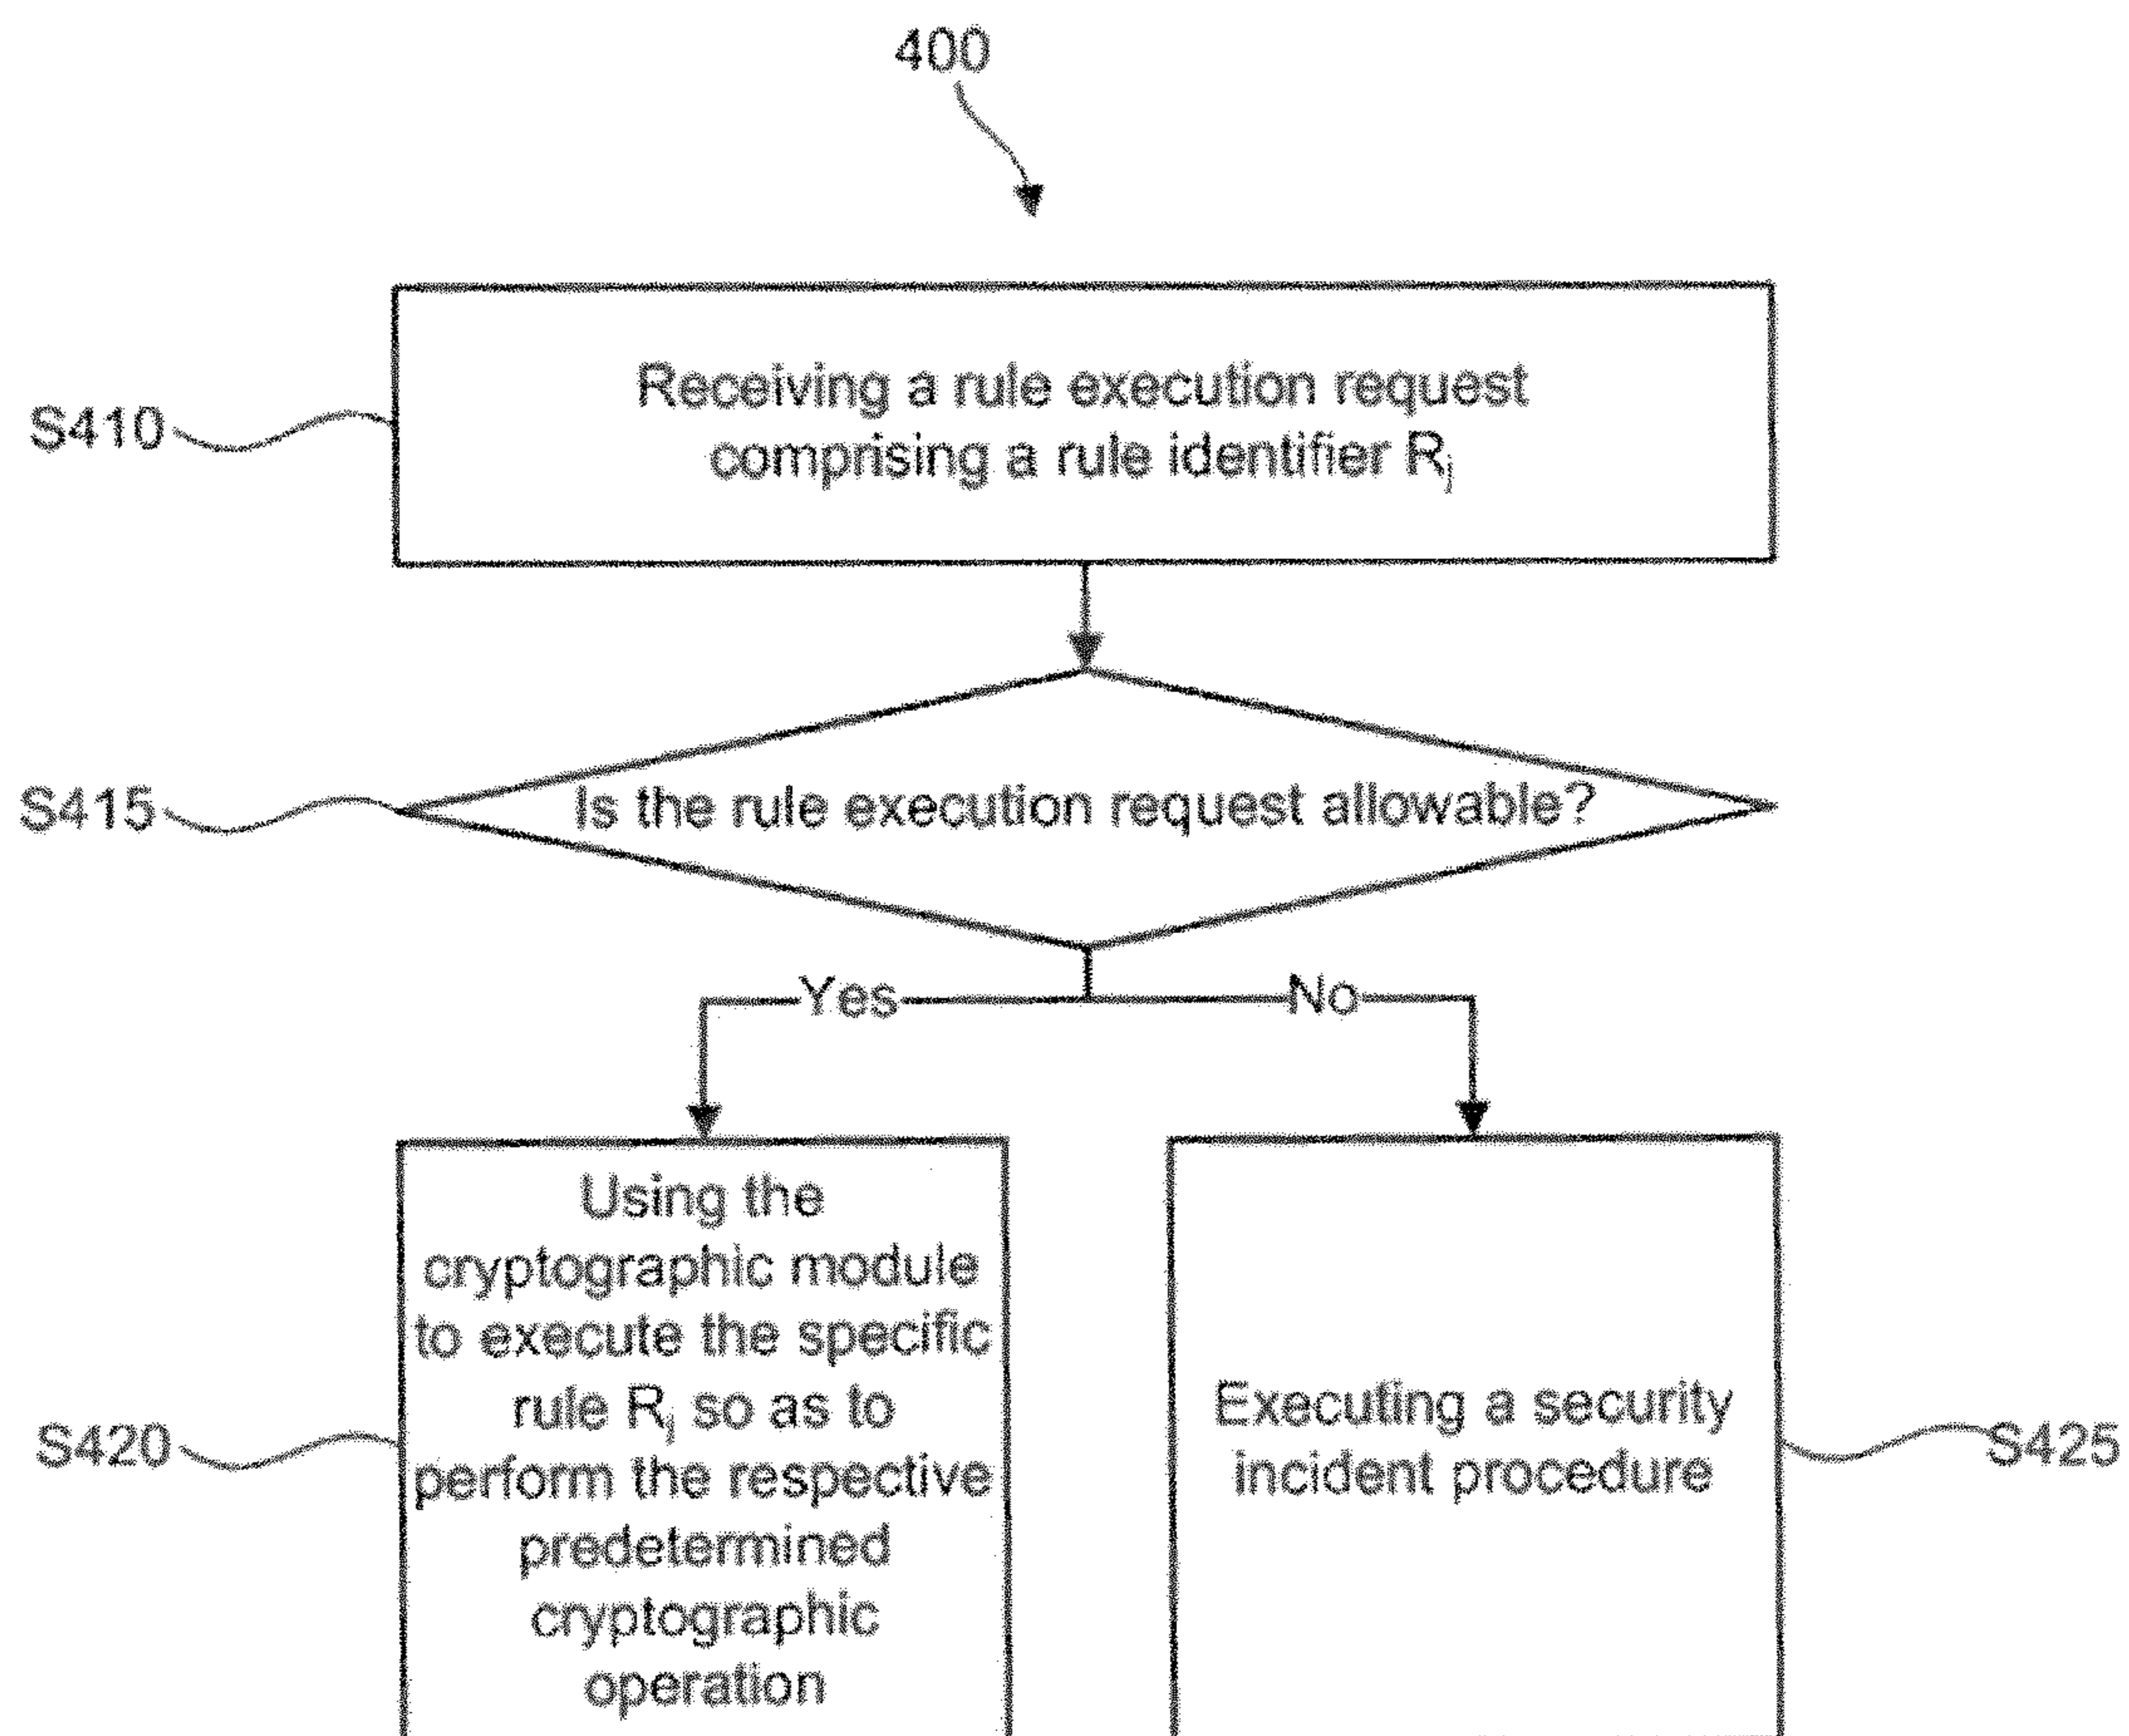 400
S410
Receiving a rule execution request
comprising a rule identifier Rj
S415
Is the rule execution request allowable?
Yes
No
S420
Using the
cryptographic module
to execute the specific
rule Rj so as to
perform the respective
predetermined
cryptographic
operation
Executing a security
incident procedure
S425